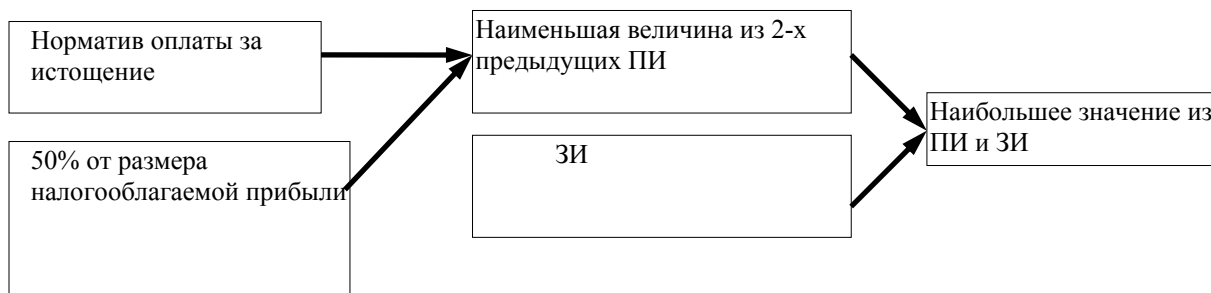 Норматив оплаты за
истощение
50% от размера
налогооблагаемой прибыли
Наименьшая величина из 2-х
предыдущих ПИ
ЗИ
Наибольшее значение из
ПИ и ЗИ